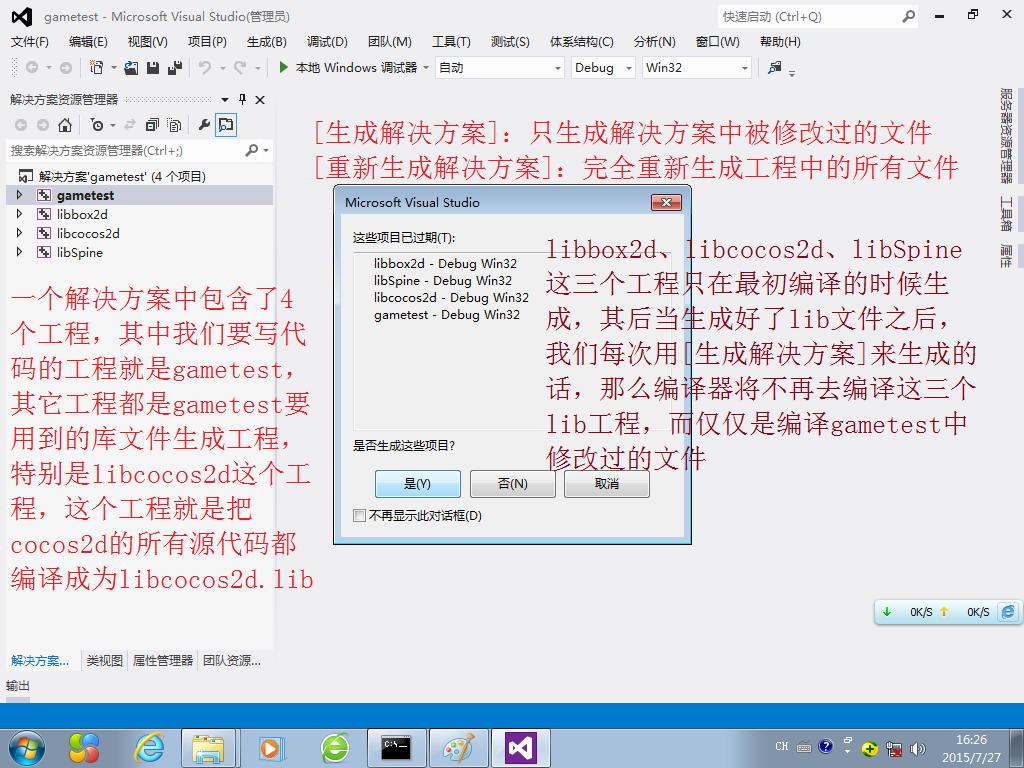 gametest - Microsoft Visual Studio(管理员)
快速启动 (Ctrl+Q)
文件(F) 编辑(E) 视图(V) 项目(P) 生成(B) 调试(D) 团队(M) 工具(T) 测试(S) 体系结构(C) 分析(N) 窗口(W) 帮助(H)
本地 Windows 调试器 自动 Debug Win32
解决方案资源管理器
搜索解决方案资源管理器(Ctrl+;)
解决方案'gametest' (4 个项目)
gametest
libbox2d
libcocos2d
libSpine
一个解决方案中包含了4
个工程，其中我们要写代
码的工程就是gametest，
其它工程都是gametest要
用到的库文件生成工程，
特别是libcocos2d这个工
程，这个工程就是把
cocos2d的所有源代码都
编译成为libcocos2d.lib
[生成解决方案]：只生成解决方案中被修改过的文件
[重新生成解决方案]：完全重新生成工程中的所有文件
Microsoft Visual Studio
这些项目已过期(T):
libbox2d - Debug Win32
libSpine - Debug Win32
libcocos2d - Debug Win32
gametest - Debug Win32
是否生成这些项目?
是(Y) 否(N) 取消
不再显示此对话框(D)
libbox2d、libcocos2d、libSpine
这三个工程只在最初编译的时候生
成，其后当生成好了lib文件之后，
我们每次用[生成解决方案]来生成的
话，那么编译器将不再去编译这三个
lib工程，而仅仅是编译gametest中
修改过的文件
服务器资源管理器
工具箱
属性
0K/S 0K/S
解决方案... 类视图 属性管理器 团队资源...
输出
C:\.
CH
16:26
2015/7/27